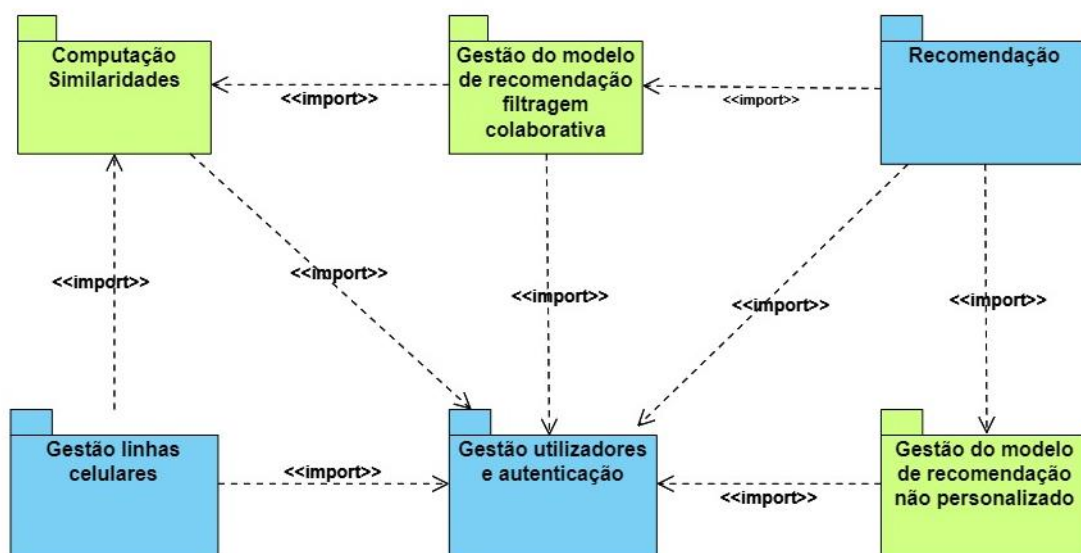 Computação
Similaridades
<<import>>
Gestão do modelo
de recomendação
filtragem
colaborativa
<<import>>
Recomendação
<<import>>
<<import>>
<<import>>
<<import>>
<<import>>
Gestão linhas
celulares
<<import>>
Gestão utilizadores
e autenticação
<<import>>
Gestão do modelo
de recomendação
não personalizado